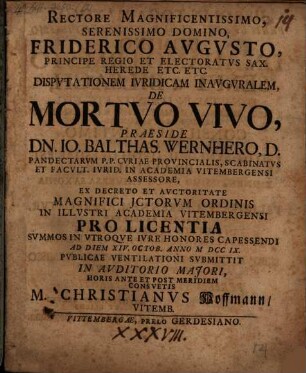 RECTORE MAGNIFICENTISSIMO,
SERENISSIMO DOMINO,
FRIDERICO AVGVSTO,
PRINCIPE REGIO ET ELECTORATVS SAX.
HEREDE ETC. ETC.
DISPVTATIONEM IVRIDICAM INAVGVRALEM,
DE
MORTVO VIVO,
PRAESIDE
DN. IO. BALTHAS. WERNHERO, D.
PANDECTARVM P.P. CVRIAE PROVINCIALIS, SCABINATVS
ET FACVLT. IVRID. IN ACADEMIA VITEMBERGENSI
ASSESSORE,
EX DECRETO ET AVCTORITATE
MAGNIFICI JCTORVM ORDINIS
IN ILLVSTRI ACADEMIA VITEMBERGENSI
PRO LICENTIA
SVMMOS IN VTROQVE IVRE HONORES CAPESSENDI
AD DIEM XIV. OCTOB. ANNO M DCC IX.
PVBLICAE VENTILATIONI SVBMITTIT
IN AVDITORIO MAJORI,
HORIS ANTE ET POST MERIDIEM
CONSVETIS
M. CHRISTIANVS Hoffmann/
VITEMB.
VITTEMBERGAE, PRELO GERDESIANO.
XXXVIII.